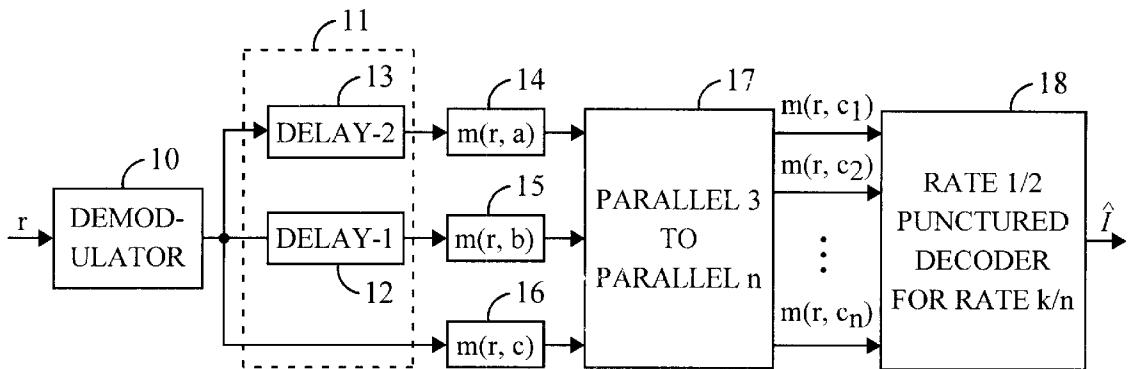 11
13
DELAY-2
14
m(r, a)
17
PARALLEL 3
TO
PARALLEL n
m(r, c₁)
m(r, c₂)
⋮
m(r, cₙ)
18
RATE 1/2
PUNCTURED
DECODER
FOR RATE k/n
Î
10
r
DEMOD-
ULATOR
DELAY-1
12
15
m(r, b)
16
m(r, c)